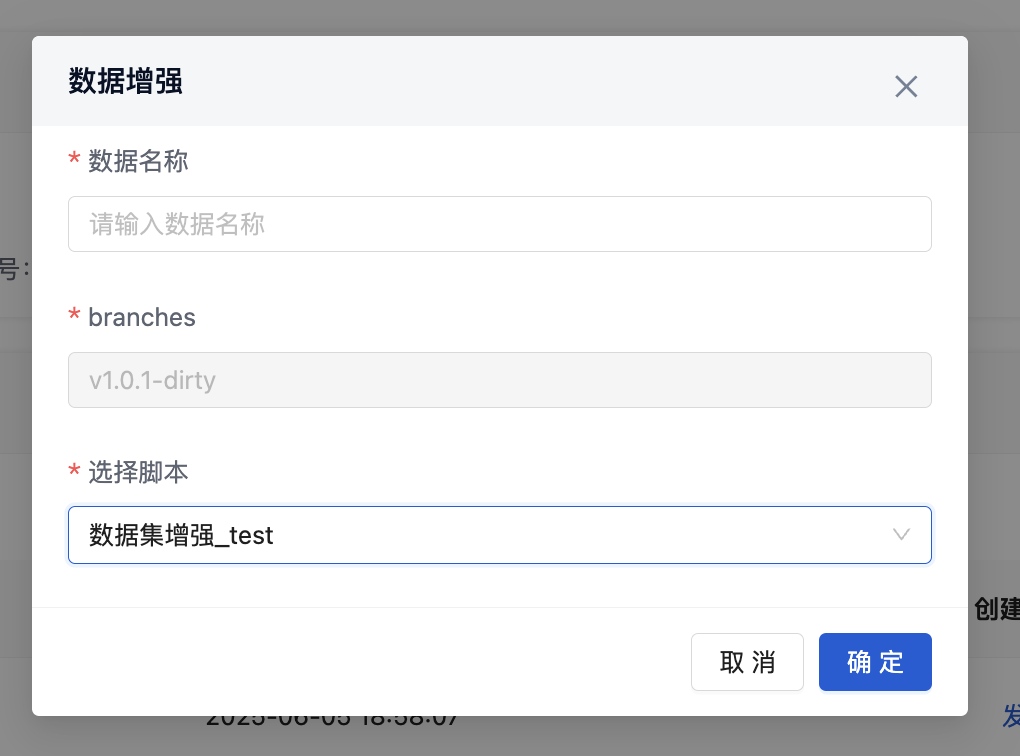 数据增强
* 数据名称
请输入数据名称
号:
* branches
v1.0.1-dirty
* 选择脚本
数据集增强_test
创建
取 消
确 定
2025-06-05 18:58:07
发